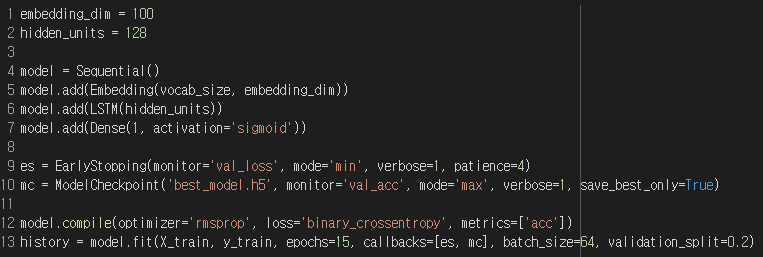 1 embedding_dim = 100
2 hidden_units = 128
3
4 model = Sequential()
5 model.add(Embedding(vocab_size, embedding_dim))
6 model.add(LSTM(hidden_units))
7 model.add(Dense(1, activation='sigmoid'))
8
9 es = EarlyStopping(monitor='val_loss', mode='min', verbose=1, patience=4)
10 mc = ModelCheckpoint('best_model.h5', monitor='val_acc', mode='max', verbose=1, save_best_only=True)
11
12 model.compile(optimizer='rmsprop', loss='binary_crossentropy', metrics=['acc'])
13 history = model.fit(X_train, y_train, epochs=15, callbacks=[es, mc], batch_size=64, validation_split=0.2)